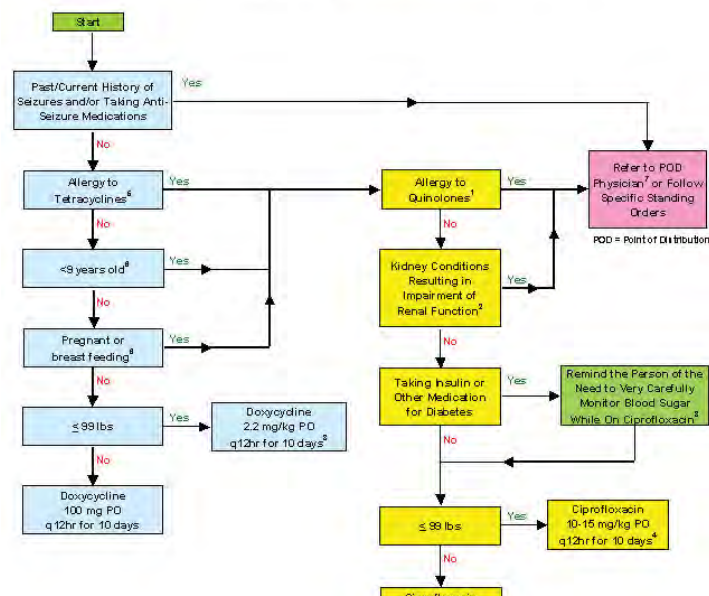 Start
Past/Current History of
Seizures and/or Taking Anti-
Seizure Medications
Yes
No
Allergy to
Tetracyclines⁵
Yes
No
<9 years old⁶
Yes
No
Pregnant or
breast feeding⁶
Yes
No
≤ 99 lbs
Yes
Doxycycline
2.2 mg/kg PO
q12hr for 10 days³
No
Doxycycline
100 mg PO
q12hr for 10 days
Allergy to
Quinolones¹
Yes
No
Kidney Conditions
Resulting in
Impairment of
Renal Function²
Yes
No
Taking Insulin or
Other Medication
for Diabetes
Yes
Remind the Person of the
Need to Very Carefully
Monitor Blood Sugar
While On Ciprofloxacin
No
≤ 99 lbs
Yes
Ciprofloxacin
10-15 mg/kg PO
q12hr for 10 days⁴
No
Refer to POD
Physician⁷ or Follow
Specific Standing
Orders
POD = Point of Distribution